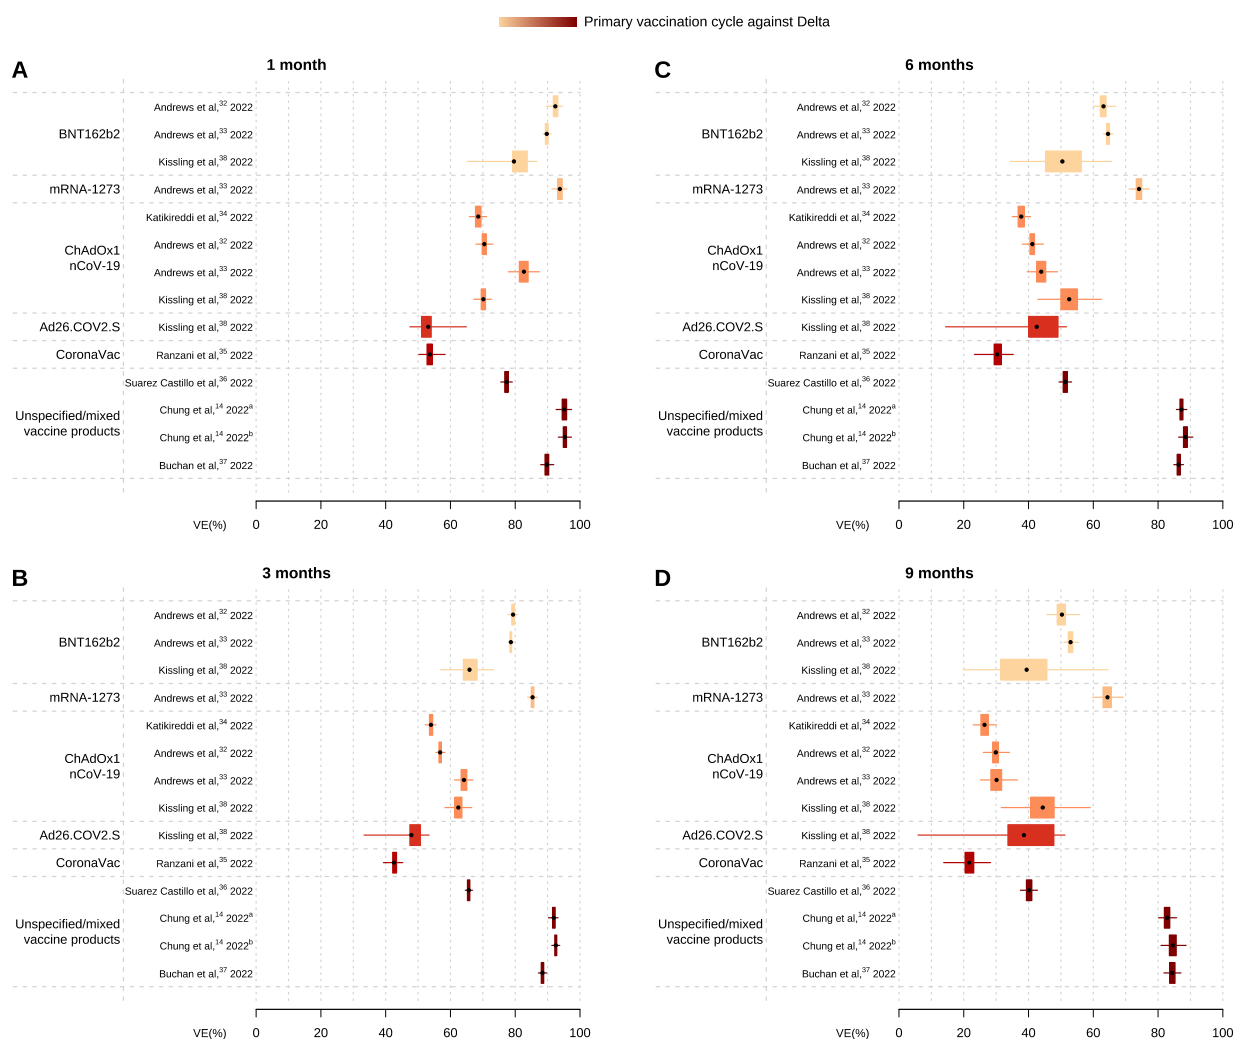 Primary vaccination cycle against Delta
A
1 month
BNT162b2
Andrews et al,32 2022
Andrews et al,33 2022
Kissling et al,38 2022
mRNA-1273
Andrews et al,33 2022
ChAdOx1
nCoV-19
Katikireddi et al,34 2022
Andrews et al,32 2022
Andrews et al,33 2022
Kissling et al,38 2022
Ad26.COV2.S
Kissling et al,38 2022
CoronaVac
Ranzani et al,35 2022
Unspecified/mixed
vaccine products
Suarez Castillo et al,36 2022
Chung et al,14 2022a
Chung et al,14 2022b
Buchan et al,37 2022
VE(%)
0 20 40 60 80 100
B
3 months
BNT162b2
Andrews et al,32 2022
Andrews et al,33 2022
Kissling et al,38 2022
mRNA-1273
Andrews et al,33 2022
ChAdOx1
nCoV-19
Katikireddi et al,34 2022
Andrews et al,32 2022
Andrews et al,33 2022
Kissling et al,38 2022
Ad26.COV2.S
Kissling et al,38 2022
CoronaVac
Ranzani et al,35 2022
Unspecified/mixed
vaccine products
Suarez Castillo et al,36 2022
Chung et al,14 2022a
Chung et al,14 2022b
Buchan et al,37 2022
VE(%)
0 20 40 60 80 100
C
6 months
BNT162b2
Andrews et al,32 2022
Andrews et al,33 2022
Kissling et al,38 2022
mRNA-1273
Andrews et al,33 2022
ChAdOx1
nCoV-19
Katikireddi et al,34 2022
Andrews et al,32 2022
Andrews et al,33 2022
Kissling et al,38 2022
Ad26.COV2.S
Kissling et al,38 2022
CoronaVac
Ranzani et al,35 2022
Unspecified/mixed
vaccine products
Suarez Castillo et al,36 2022
Chung et al,14 2022a
Chung et al,14 2022b
Buchan et al,37 2022
VE(%)
0 20 40 60 80 100
D
9 months
BNT162b2
Andrews et al,32 2022
Andrews et al,33 2022
Kissling et al,38 2022
mRNA-1273
Andrews et al,33 2022
ChAdOx1
nCoV-19
Katikireddi et al,34 2022
Andrews et al,32 2022
Andrews et al,33 2022
Kissling et al,38 2022
Ad26.COV2.S
Kissling et al,38 2022
CoronaVac
Ranzani et al,35 2022
Unspecified/mixed
vaccine products
Suarez Castillo et al,36 2022
Chung et al,14 2022a
Chung et al,14 2022b
Buchan et al,37 2022
VE(%)
0 20 40 60 80 100